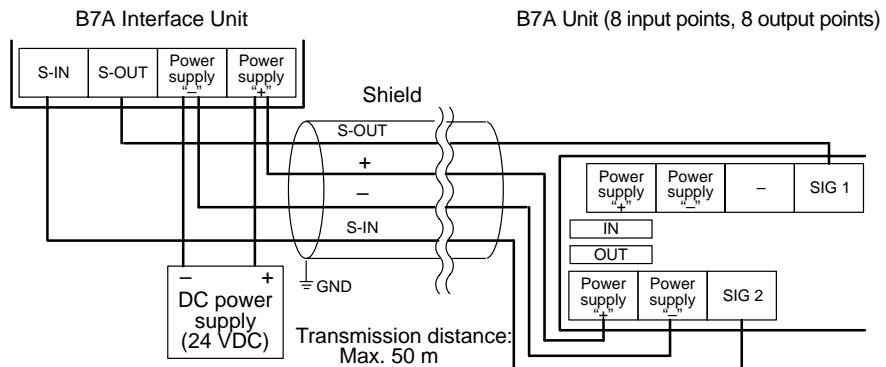 B7A Interface Unit
B7A Unit (8 input points, 8 output points)
S-IN
S-OUT
Power
supply
“–”
Power
supply
“+”
Shield
S-OUT
+
–
S-IN
GND
–
+
DC power
supply
(24 VDC)
Transmission distance:
Max. 50 m
Power
supply
“+”
Power
supply
“–”
–
SIG 1
IN
OUT
Power
supply
“+”
Power
supply
“–”
SIG 2